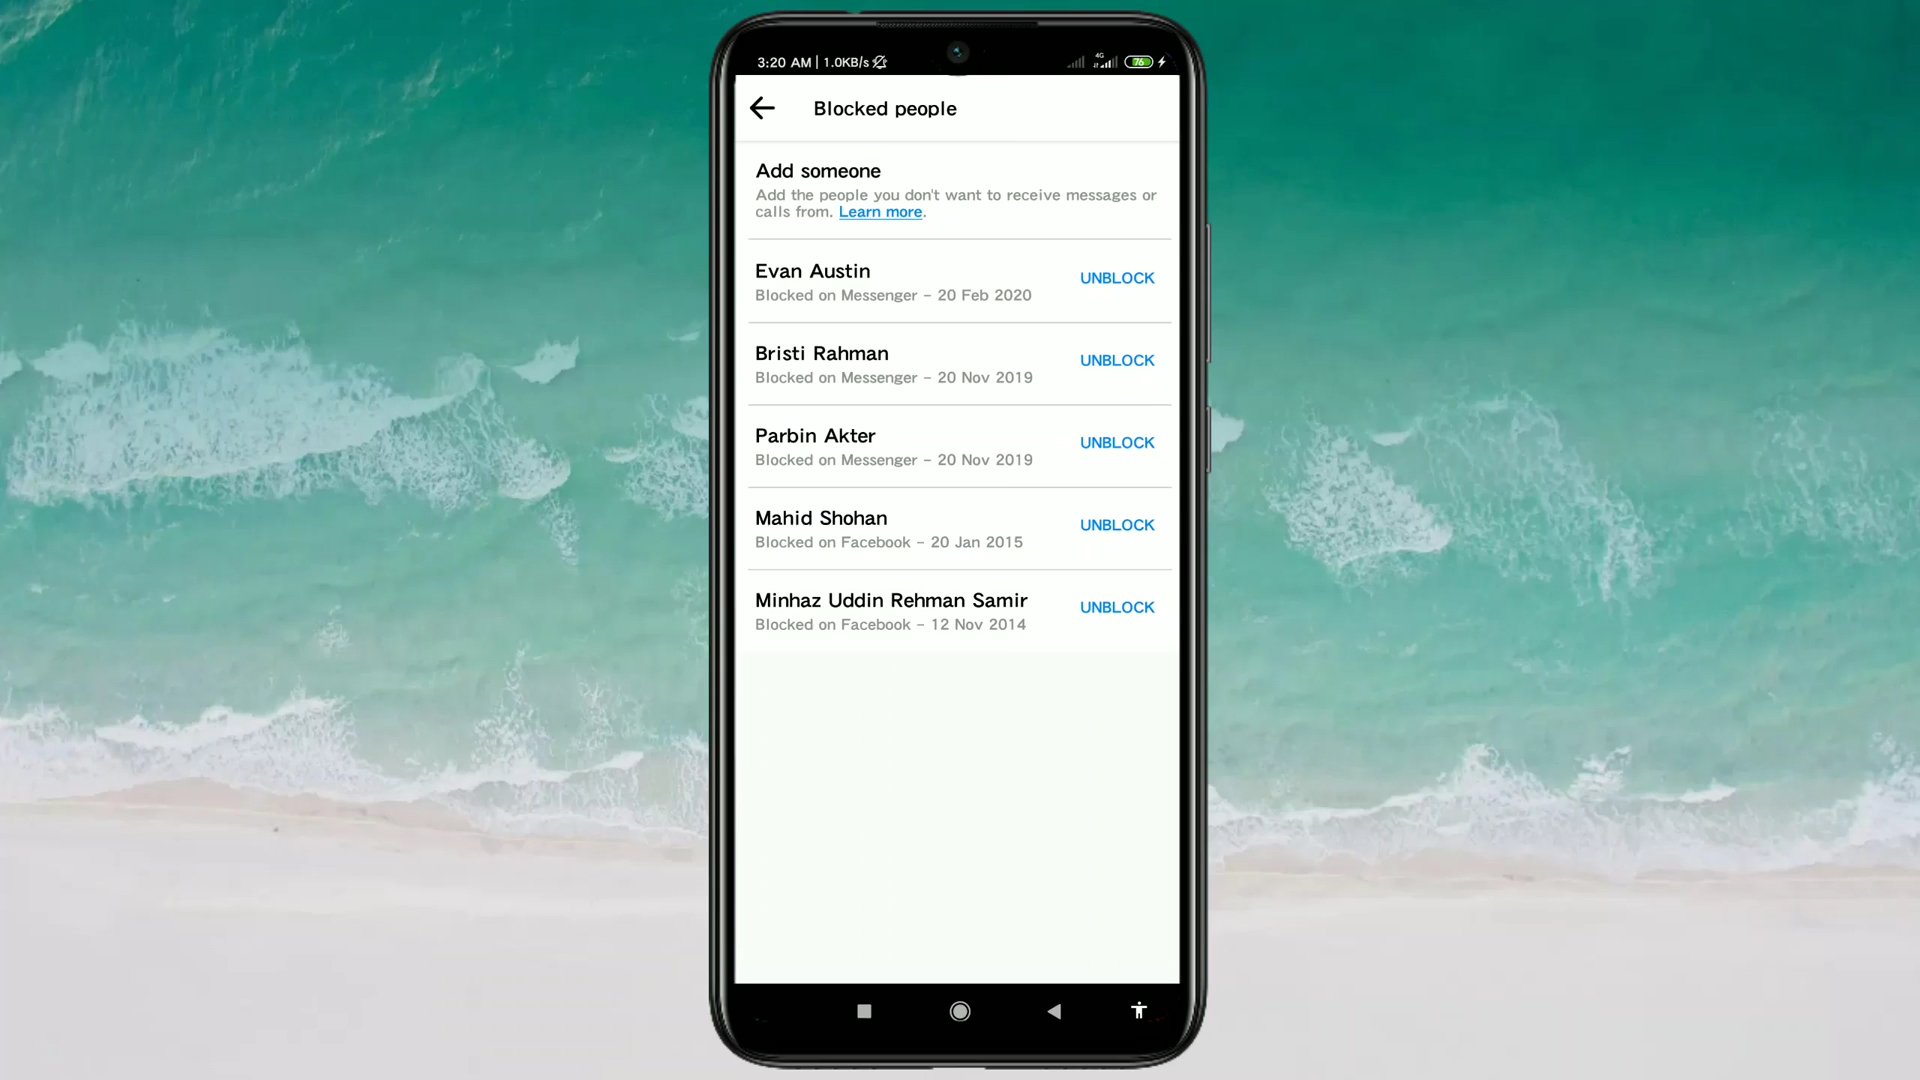 3:20 AM | 1.0KB/s
4G
76
Blocked people
Add someone
Add the people you don't want to receive messages or
calls from. Learn more.
Evan Austin
UNBLOCK
Blocked on Messenger – 20 Feb 2020
Bristi Rahman
UNBLOCK
Blocked on Messenger – 20 Nov 2019
Parbin Akter
UNBLOCK
Blocked on Messenger – 20 Nov 2019
Mahid Shohan
UNBLOCK
Blocked on Facebook – 20 Jan 2015
Minhaz Uddin Rehman Samir
UNBLOCK
Blocked on Facebook – 12 Nov 2014